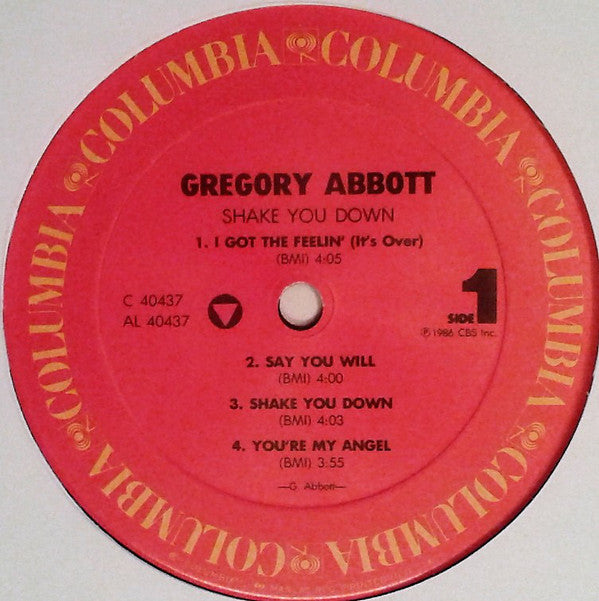 COLUMBIA COLUMBIA COLUMBIA COLUMBIA COLUMBIA COLUMBIA COLUMBIA
GREGORY ABBOTT
SHAKE YOU DOWN
1. I GOT THE FEELIN' (It's Over)
(BMI) 4:05
C 40437
AL 40437
SIDE 1
℗1986 CBS Inc.
2. SAY YOU WILL
(BMI) 4:00
3. SHAKE YOU DOWN
(BMI) 4:03
4. YOU'RE MY ANGEL
(BMI) 3:55
—G. Abbott—